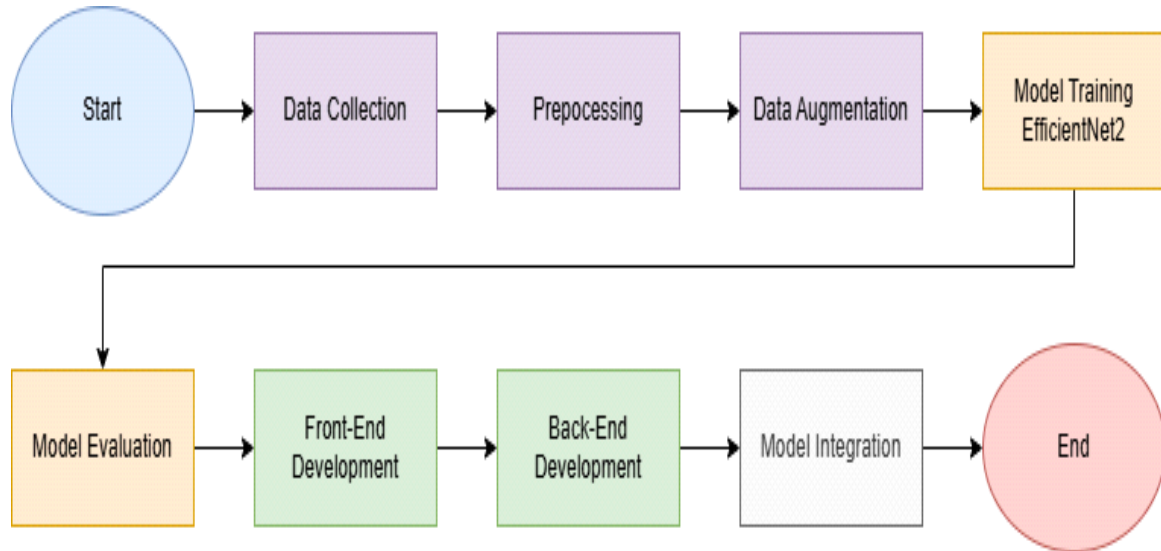 Start
Data Collection
Prepocessing
Data Augmentation
Model Training
EfficientNet2
Model Evaluation
Front-End
Development
Back-End
Development
Model Integration
End